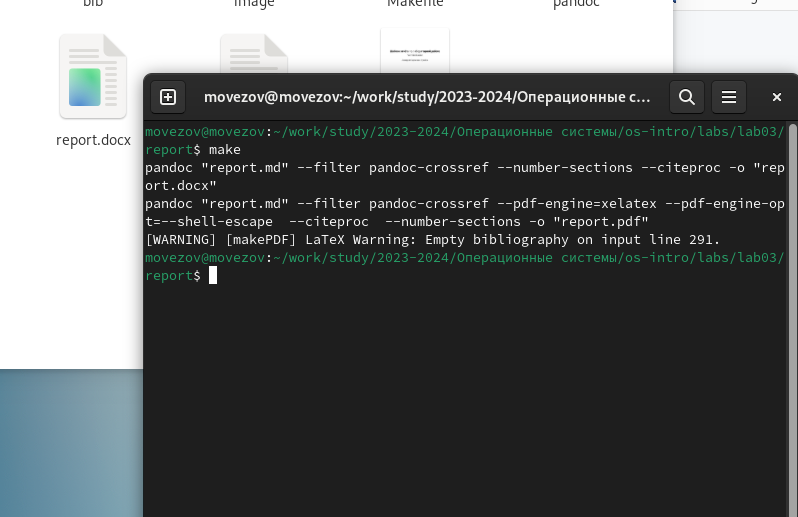 bib
image
Makefile
pandoc
report.docx
movezov@movezov:~/work/study/2023-2024/Операционные с...
movezov@movezov:~/work/study/2023-2024/Операционные системы/os-intro/labs/lab03/
report$ make
pandoc "report.md" --filter pandoc-crossref --number-sections --citeproc -o "rep
ort.docx"
pandoc "report.md" --filter pandoc-crossref --pdf-engine=xelatex --pdf-engine-op
t=--shell-escape  --citeproc  --number-sections -o "report.pdf"
[WARNING] [makePDF] LaTeX Warning: Empty bibliography on input line 291.
movezov@movezov:~/work/study/2023-2024/Операционные системы/os-intro/labs/lab03/
report$